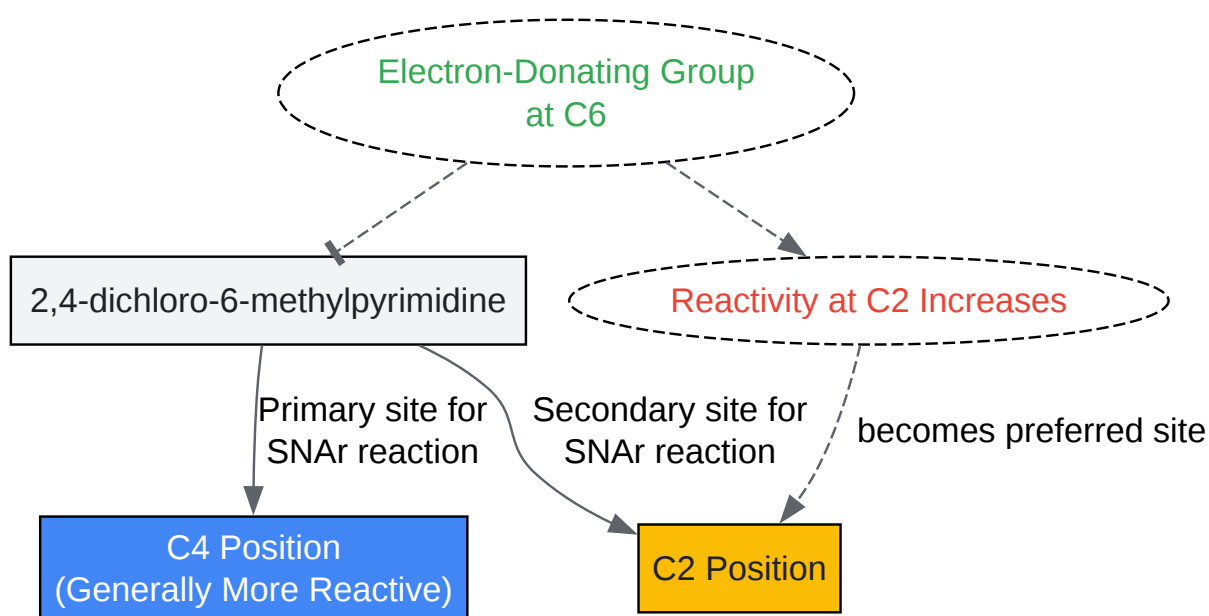 Electron-Donating Group
at C6
2,4-dichloro-6-methylpyrimidine
Reactivity at C2 Increases
Primary site for
SNAr reaction
Secondary site for
SNAr reaction
becomes preferred site
C4 Position
(Generally More Reactive)
C2 Position